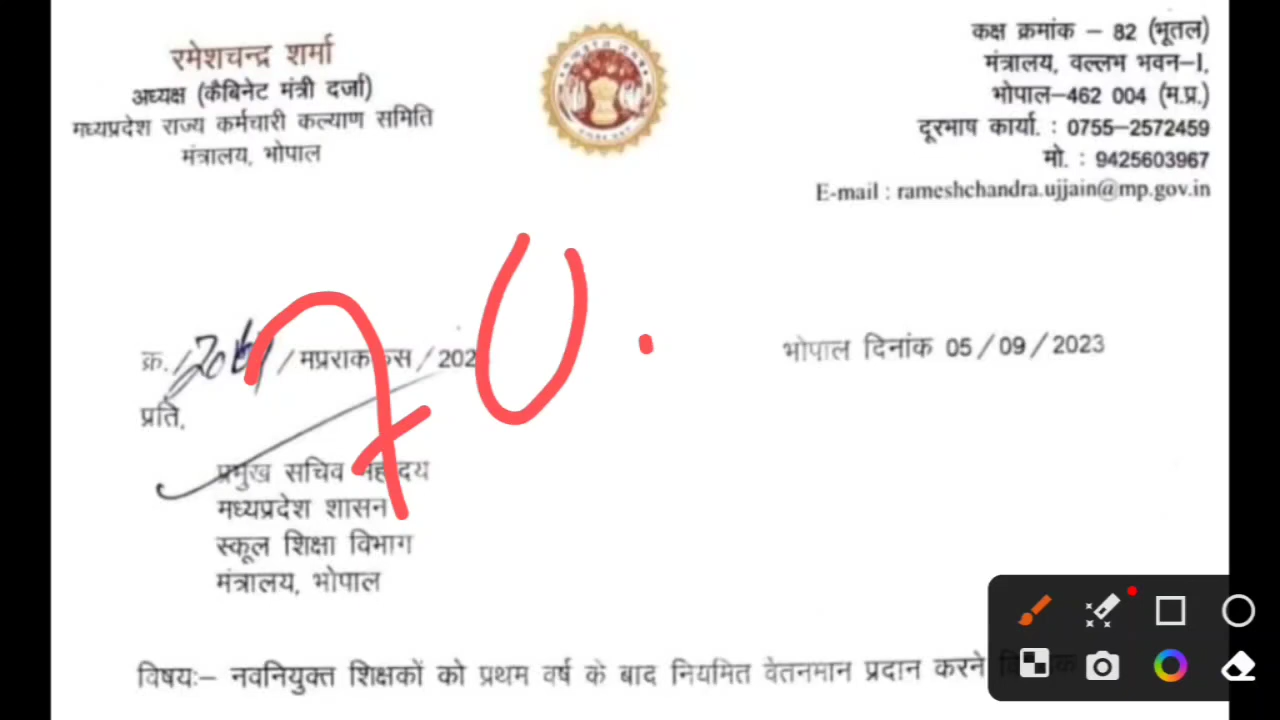 रमेशचन्द्र शर्मा
अध्यक्ष (कैबिनेट मंत्री दर्जा)
मध्यप्रदेश राज्य कर्मचारी कल्याण समिति
मंत्रालय, भोपाल
कक्ष क्रमांक – 82 (भूतल)
मंत्रालय, वल्लभ भवन–I,
भोपाल–462 004 (म.प्र.)
दूरभाष कार्या. : 0755–2572459
मो. : 9425603967
E-mail : rameshchandra.ujjain@mp.gov.in
70.
क्र. / / मप्रराककस / 202
भोपाल दिनांक 05/09/2023
प्रति,
प्रमुख सचिव महोदय
मध्यप्रदेश शासन
स्कूल शिक्षा विभाग
मंत्रालय, भोपाल
विषयः– नवनियुक्त शिक्षकों को प्रथम वर्ष के बाद नियमित वेतनमान प्रदान करने